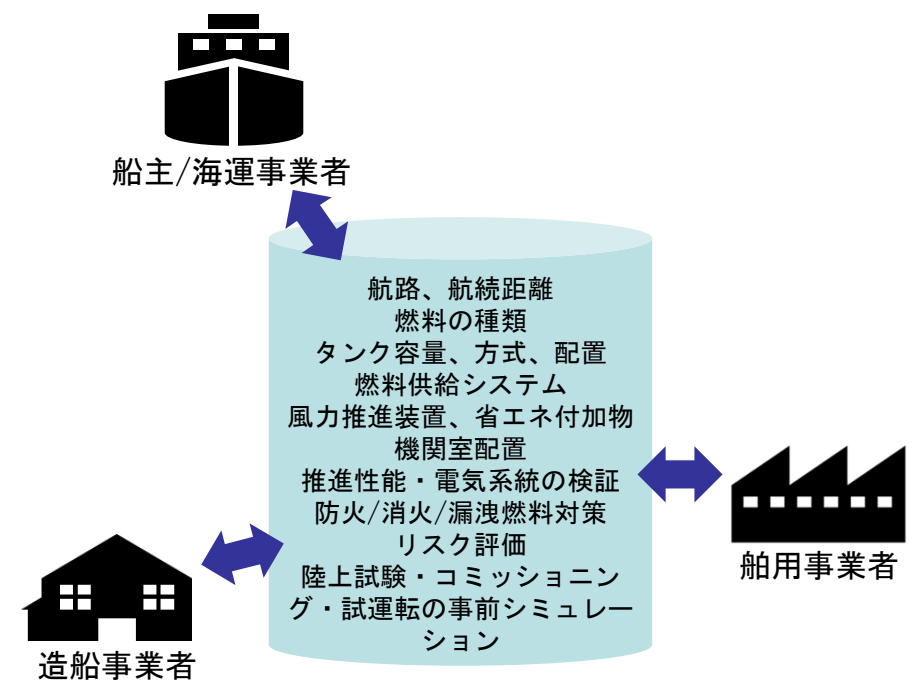 船主/海運事業者
航路、航続距離
燃料の種類
タンク容量、方式、配置
燃料供給システム
風力推進装置、省エネ付加物
機関室配置
推進性能・電気系統の検証
防火/消火/漏洩燃料対策
リスク評価
陸上試験・コミッショニン
グ・試運転の事前シミュレー
ション
舶用事業者
造船事業者